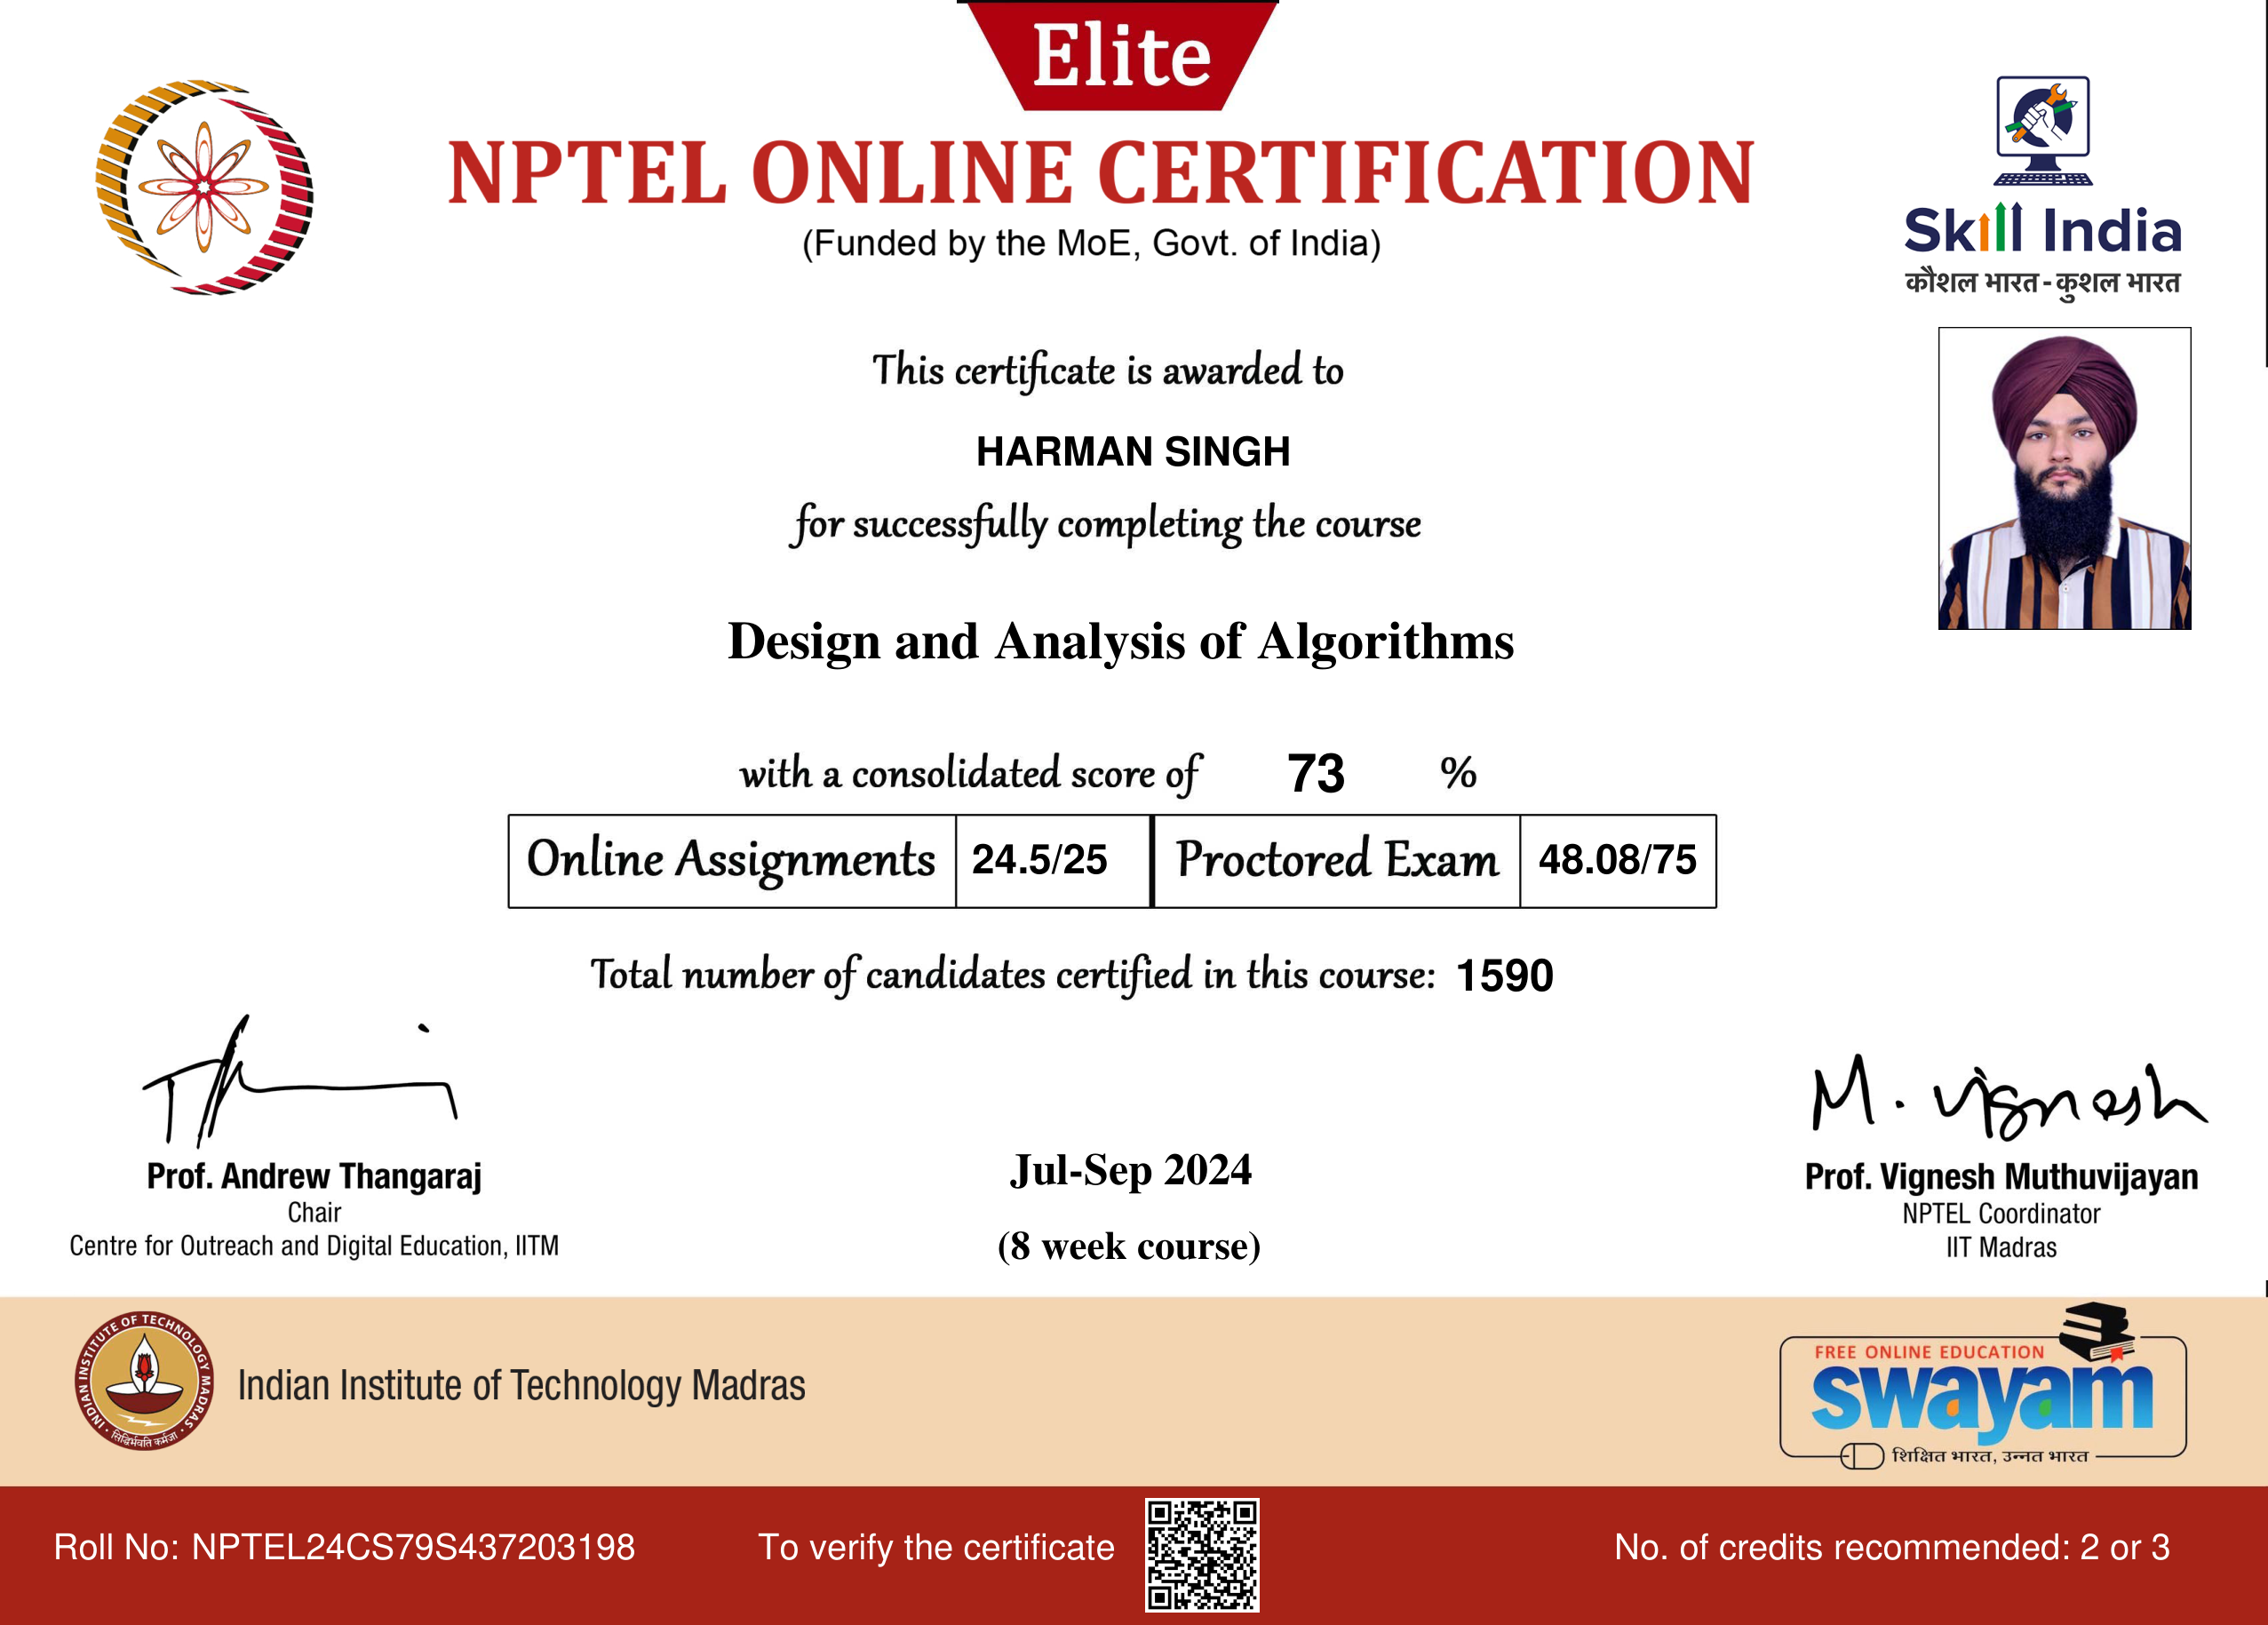 Elite
NPTEL ONLINE CERTIFICATION
(Funded by the MoE, Govt. of India)
Skill India
कौशल भारत - कुशल भारत
This certificate is awarded to
HARMAN SINGH
for successfully completing the course
Design and Analysis of Algorithms
with a consolidated score of 73 %
Online Assignments 24.5/25 Proctored Exam 48.08/75
Total number of candidates certified in this course: 1590
M. Vignesh
Prof. Andrew Thangaraj
Chair
Centre for Outreach and Digital Education, IITM
Jul-Sep 2024
(8 week course)
Prof. Vignesh Muthuvijayan
NPTEL Coordinator
IIT Madras
INDIAN INSTITUTE OF TECHNOLOGY MADRAS
सिद्धिर्भवति कर्मजा
Indian Institute of Technology Madras
FREE ONLINE EDUCATION
swayam
शिक्षित भारत, उन्नत भारत
Roll No: NPTEL24CS79S437203198
To verify the certificate
No. of credits recommended: 2 or 3